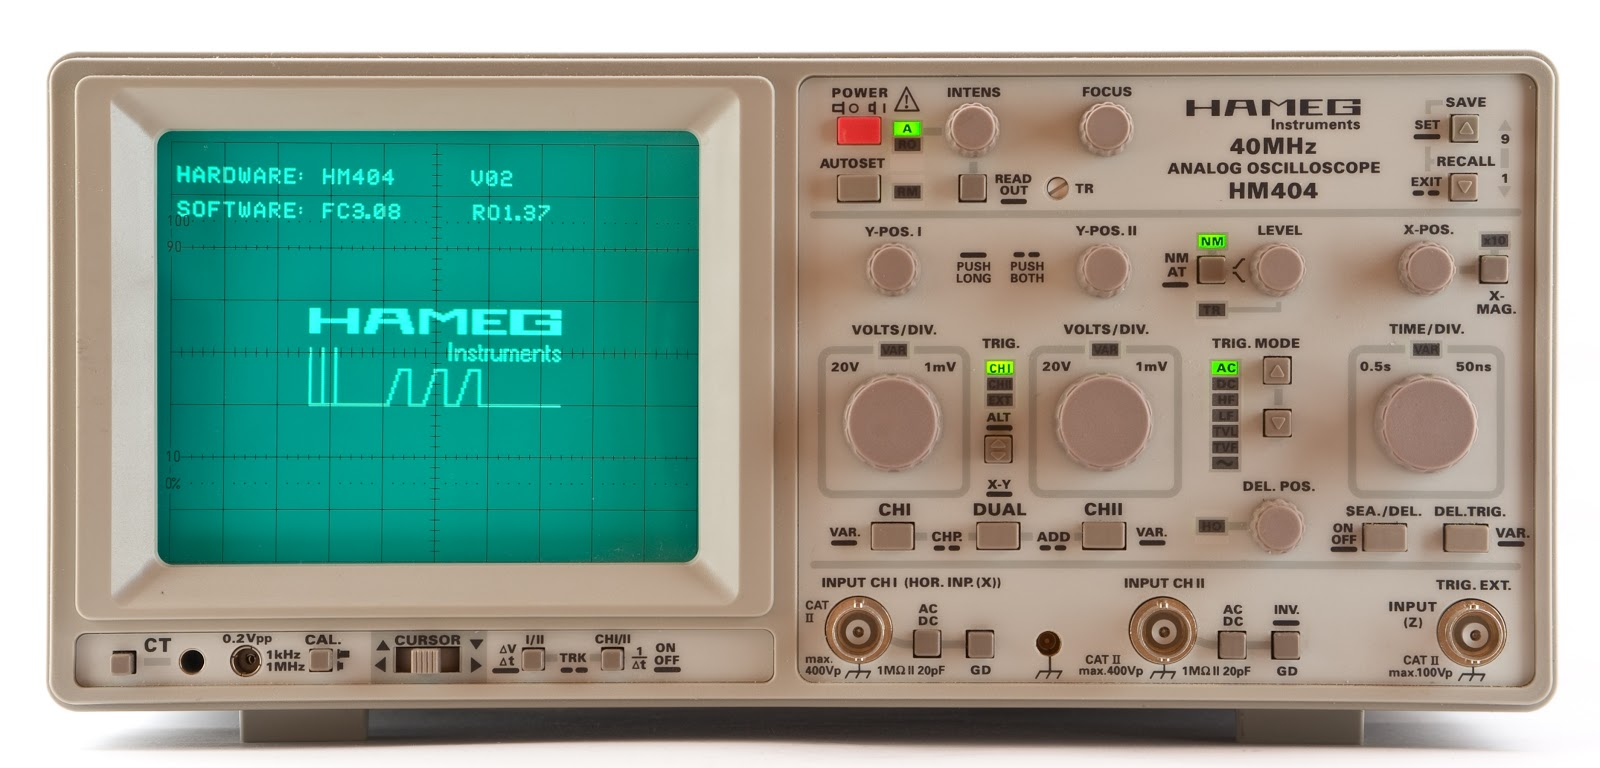 HARDWARE: HM404 V02
SOFTWARE: FC3.08 RO1.37
100
90
HAMEG
Instruments
10
0%
CT
0.2Vpp
1kHz
1MHz
CAL.
CURSOR
ΔV
Δt
I/II
TRK
CHI/II
1
Δt
ON
OFF
POWER
INTENS
FOCUS
A
RO
AUTOSET
RM
READ
OUT
TR
HAMEG
Instruments
40MHz
ANALOG OSCILLOSCOPE
HM404
SAVE
SET
9
RECALL
EXIT
1
Y-POS. I
PUSH
LONG
PUSH
BOTH
Y-POS. II
NM
NM
AT
LEVEL
TR
X-POS.
x10
X-
MAG.
VOLTS/DIV.
VAR
20V 1mV
TRIG.
CHI
CHII
EXT
ALT
X-Y
VOLTS/DIV.
VAR
20V 1mV
TRIG. MODE
AC
DC
HF
LF
TVL
TVF
~
TIME/DIV.
VAR
0.5s 50ns
DEL. POS.
HO
CHI DUAL CHII
VAR. CHP. ADD VAR.
SEA./DEL. DEL.TRIG.
ON
OFF
VAR.
INPUT CHI (HOR. INP. (X))
CAT
II
AC
DC
max.
400Vp
1MΩ II 20pF
GD
INPUT CH II
AC
DC
INV.
CAT II
max.400Vp
1MΩ II 20pF
GD
TRIG. EXT.
INPUT
(Z)
CAT II
max.100Vp